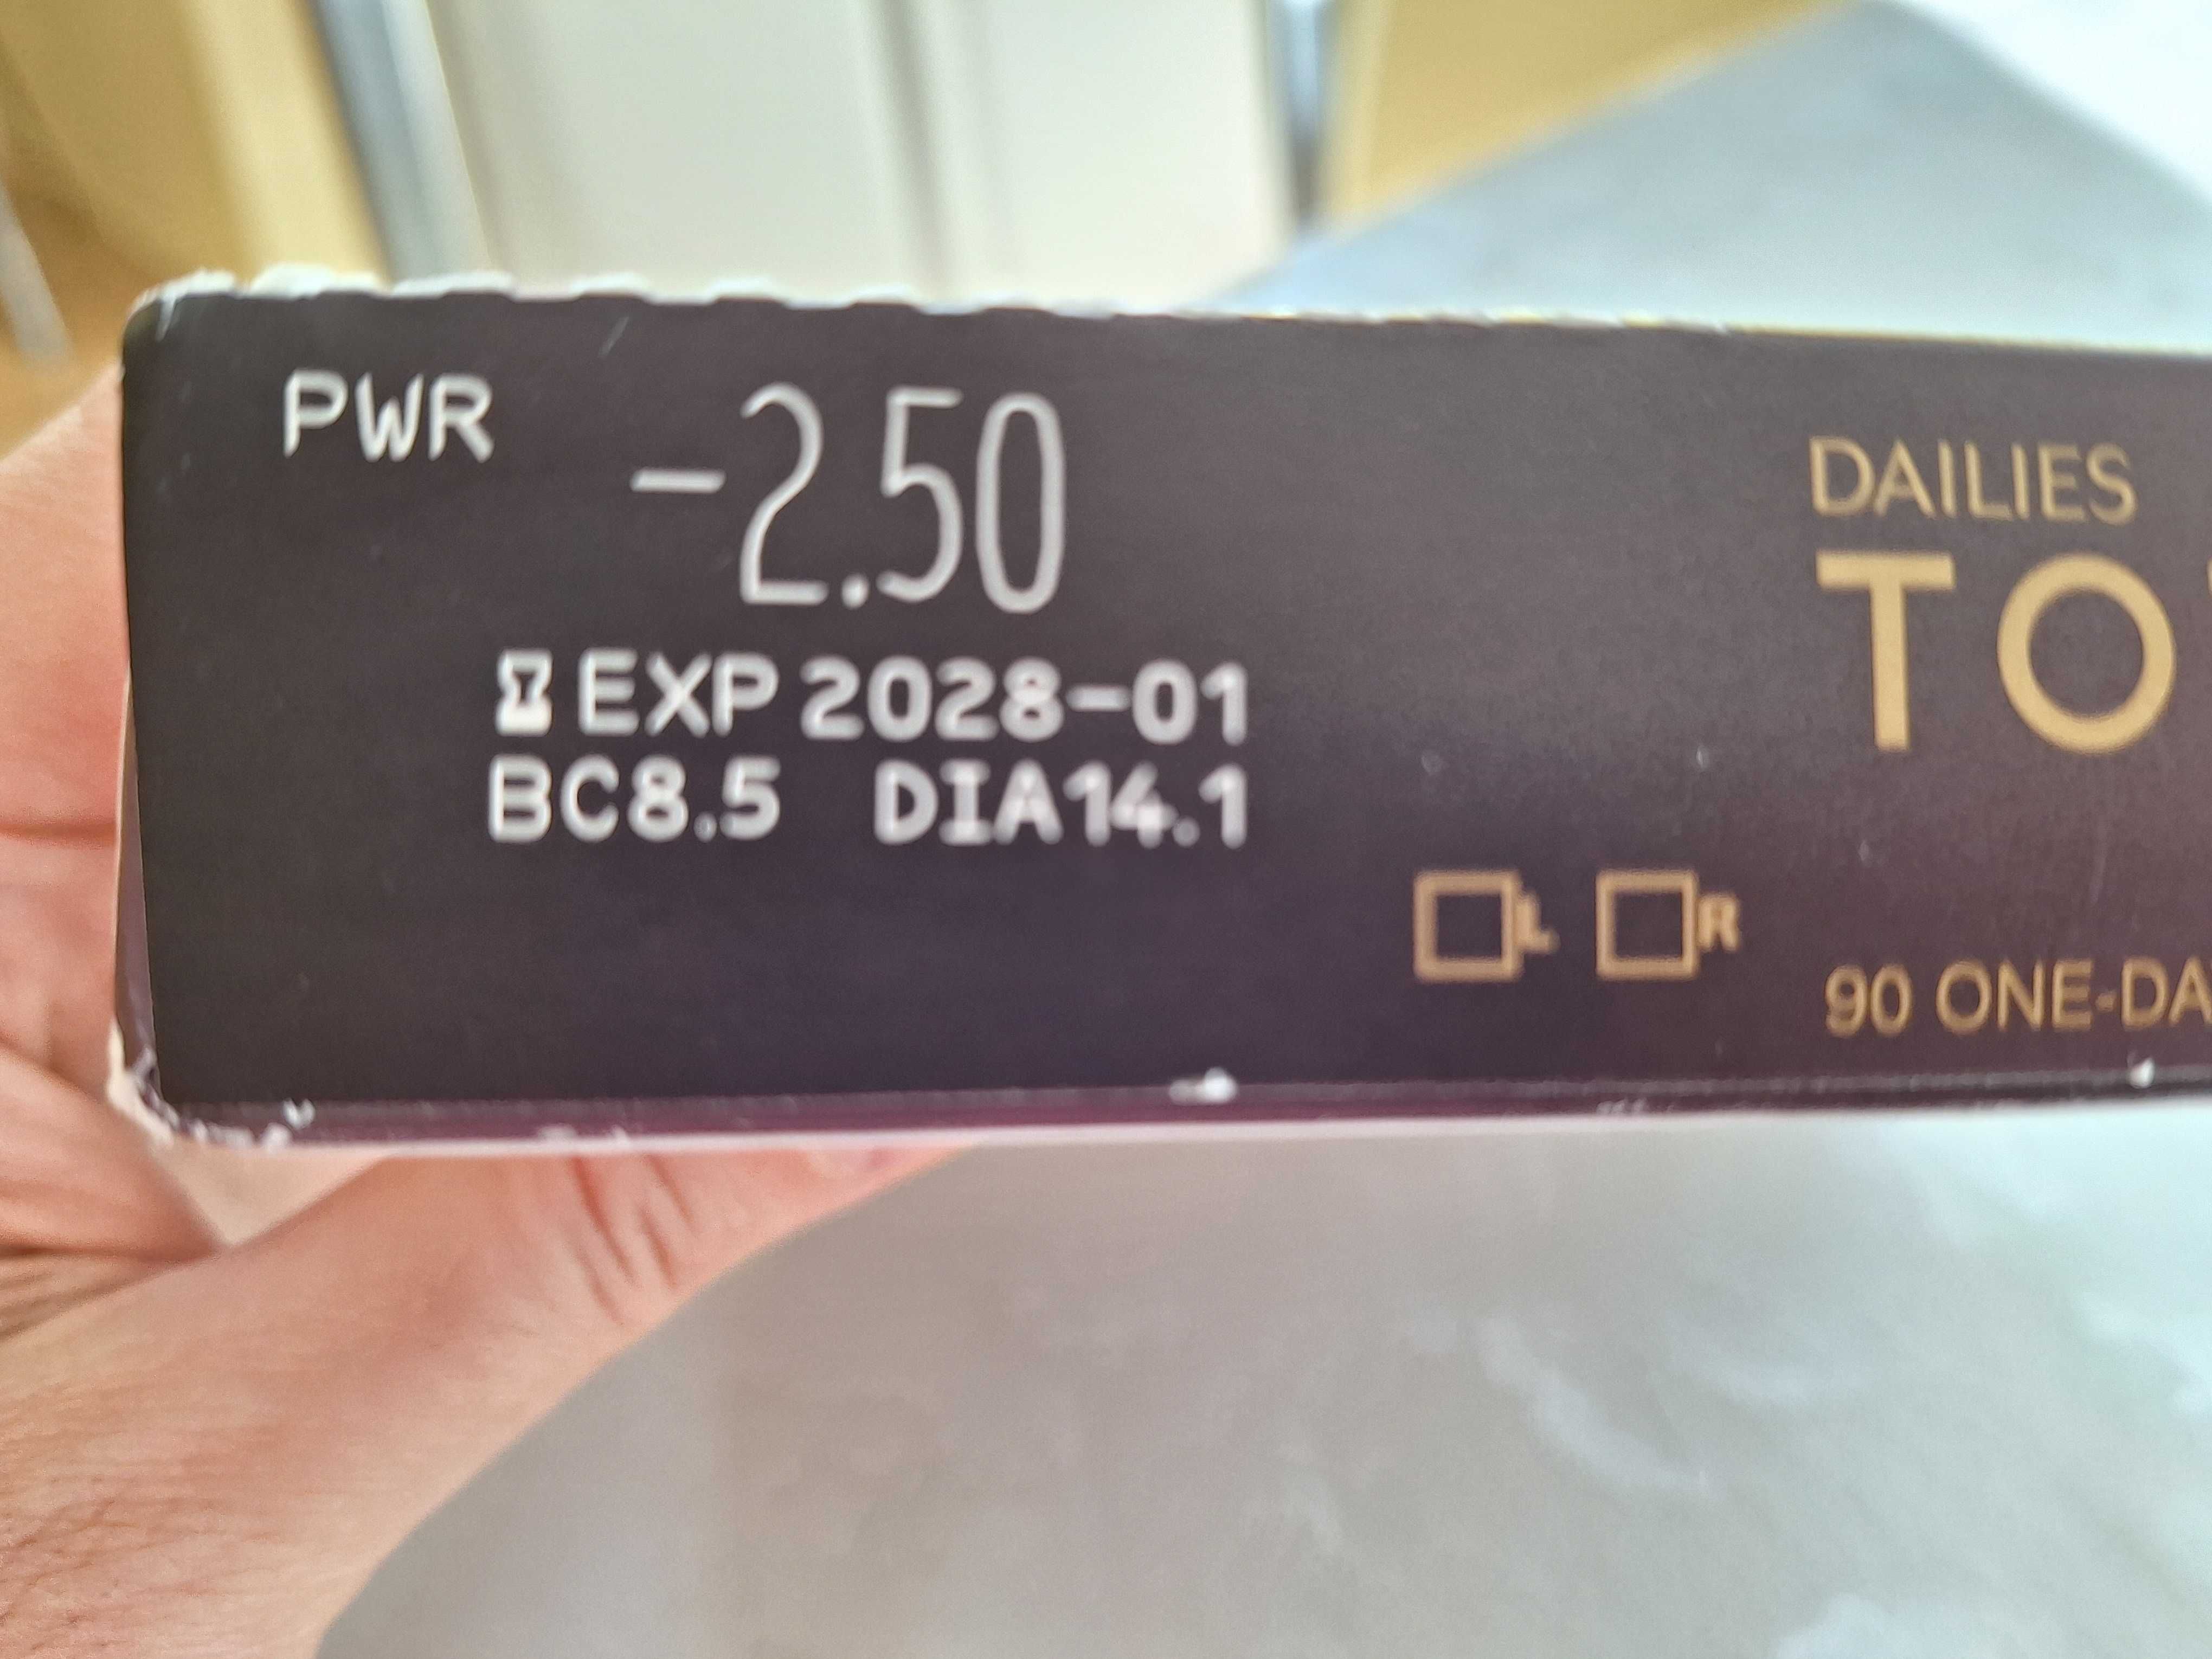 PWR -2.50
EXP 2028-01
BC8.5 DIA14.1
L R
DAILIES
TO
90 ONE-DA